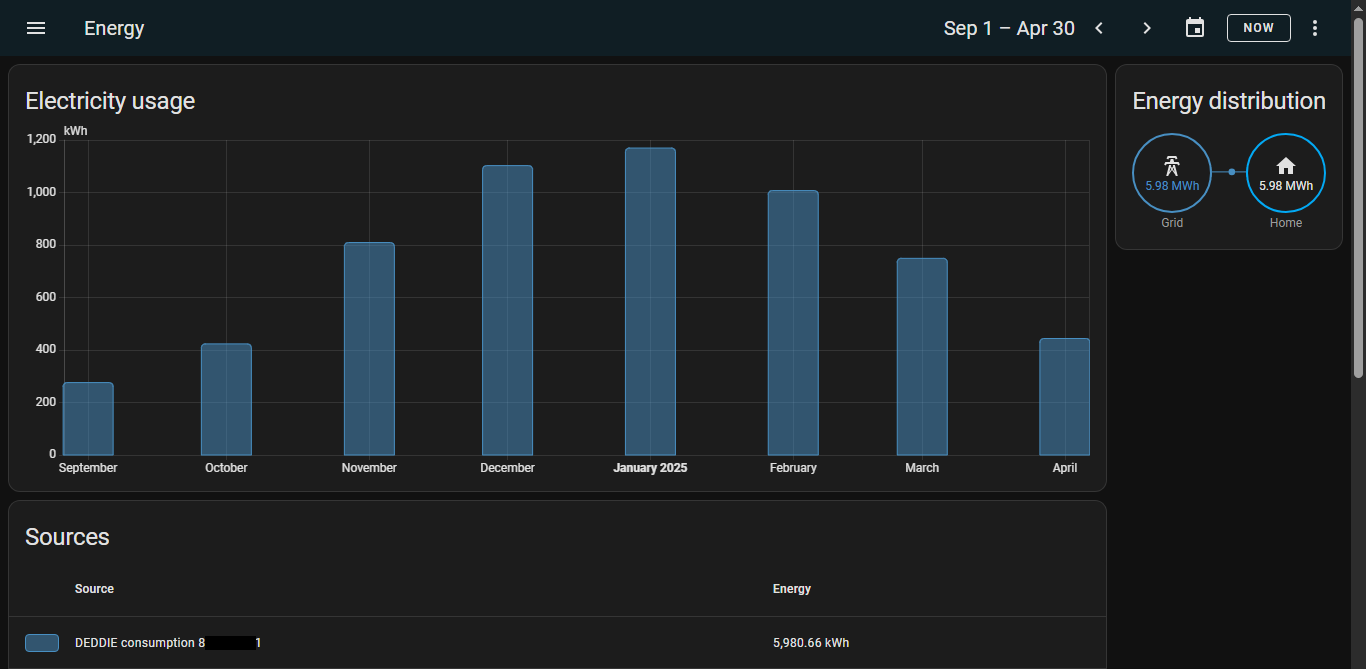 Energy
Sep 1 – Apr 30
NOW
Electricity usage
kWh
1,200
1,000
800
600
400
200
0
September October November December January 2025 February March April
Energy distribution
5.98 MWh 5.98 MWh
Grid Home
Sources
Source Energy
DEDDIE consumption 8 1 5,980.66 kWh